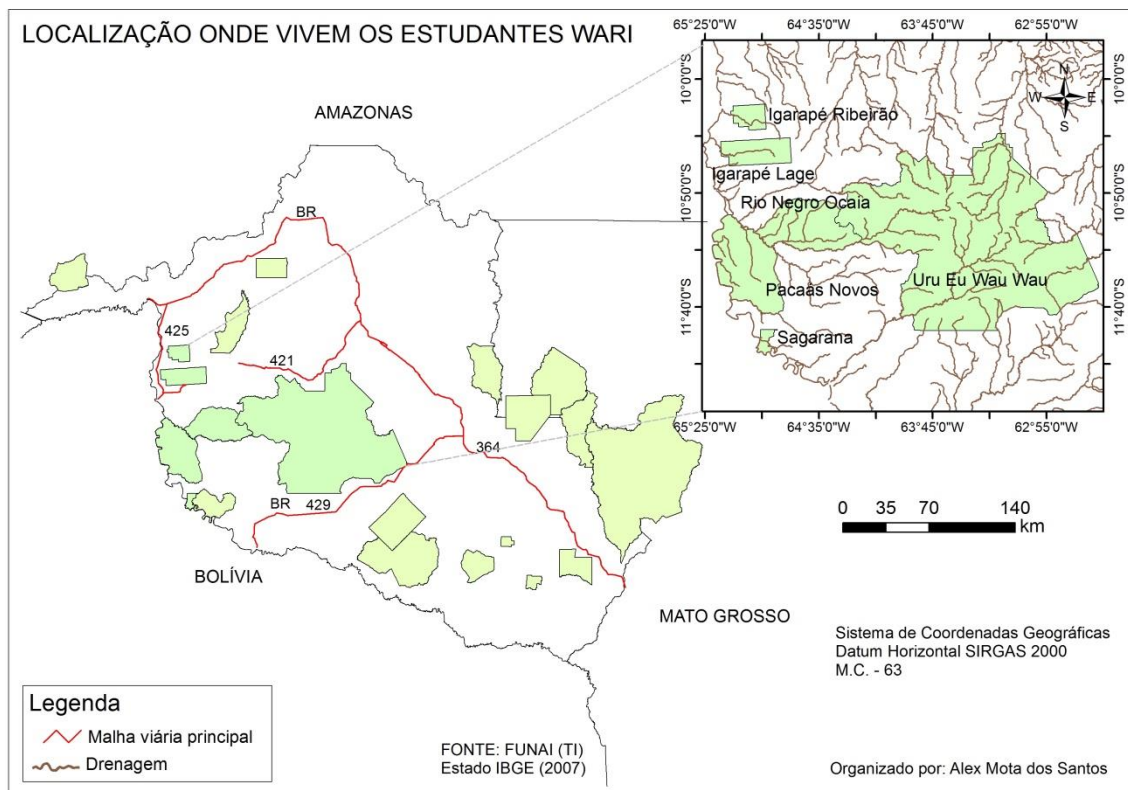 LOCALIZAÇÃO ONDE VIVEM OS ESTUDANTES WARI
65°25'0"W 64°35'0"W 63°45'0"W 62°55'0"W
10°0'0"S
10°50'0"S
11°40'0"S
N
W E
S
Igarapé Ribeirão
Igarapé Lage
Rio Negro Ocaia
Uru Eu Wau Wau
Pacaás Novos
Sagarana
10°0'0"S
10°50'0"S
11°40'0"S
65°25'0"W 64°35'0"W 63°45'0"W 62°55'0"W
AMAZONAS
BR
425
421
364
BR 429
BOLÍVIA
MATO GROSSO
0 35 70 140
km
Sistema de Coordenadas Geográficas
Datum Horizontal SIRGAS 2000
M.C. - 63
Legenda
Malha viária principal
Drenagem
FONTE: FUNAI (TI)
Estado IBGE (2007)
Organizado por: Alex Mota dos Santos